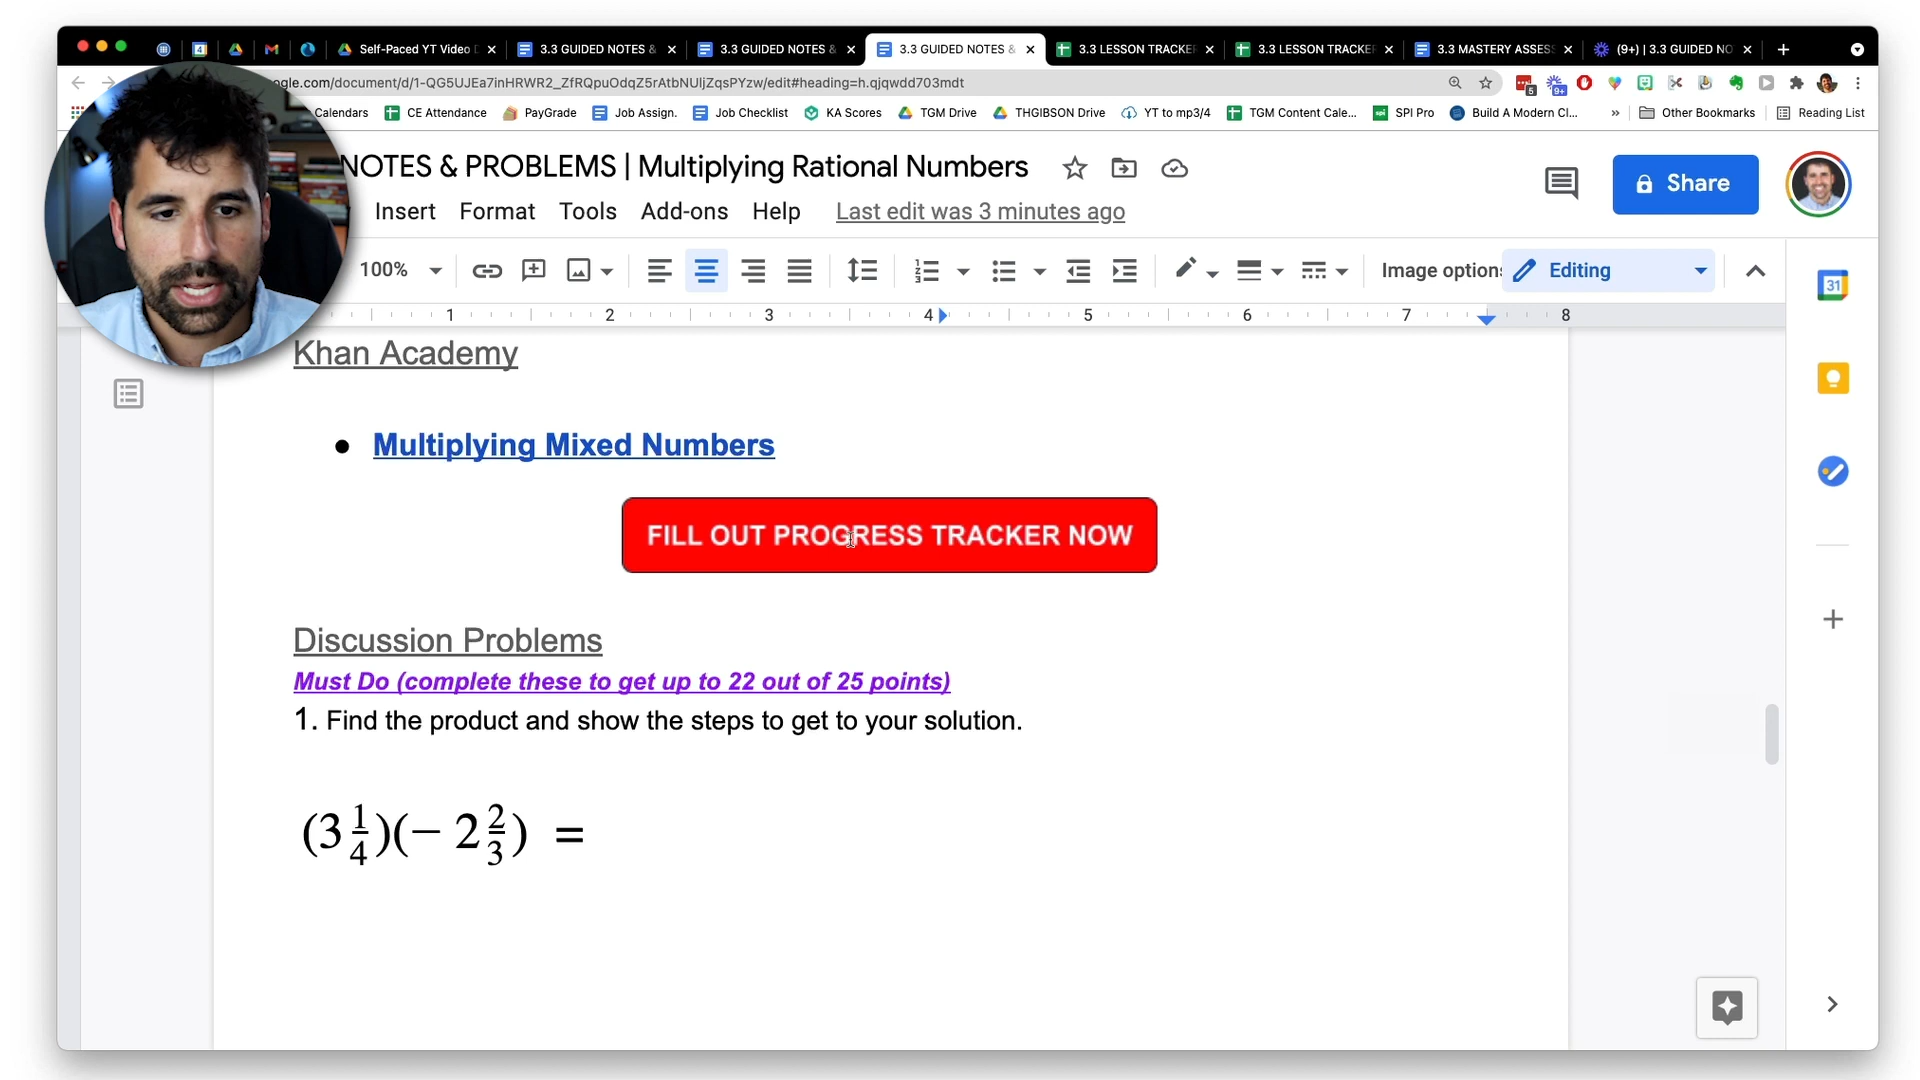 Self-Paced YT Video
3.3 GUIDED NOTES &
3.3 GUIDED NOTES &
3.3 GUIDED NOTES &
3.3 LESSON TRACKER
3.3 LESSON TRACKER
3.3 MASTERY ASSESS
(9+) | 3.3 GUIDED NO
gle.com/document/d/1-QG5UJEa7inHRWR2_ZfRQpuOdqZ5rAtbNUIjZqsPYzw/edit#heading=h.qjqwdd703mdt
5
9+
Calendars
CE Attendance
PayGrade
Job Assign.
Job Checklist
KA Scores
TGM Drive
THGIBSON Drive
YT to mp3/4
TGM Content Cale...
SPI Pro
Build A Modern Cl...
»
Other Bookmarks
Reading List
NOTES & PROBLEMS | Multiplying Rational Numbers
Share
Insert Format Tools Add-ons Help Last edit was 3 minutes ago
100%
Image options
Editing
31
1 2 3 4 5 6 7 8
Khan Academy
● Multiplying Mixed Numbers
FILL OUT PROGRESS TRACKER NOW
Discussion Problems
Must Do (complete these to get up to 22 out of 25 points)
1. Find the product and show the steps to get to your solution.
(3 1/4)(− 2 2/3) =